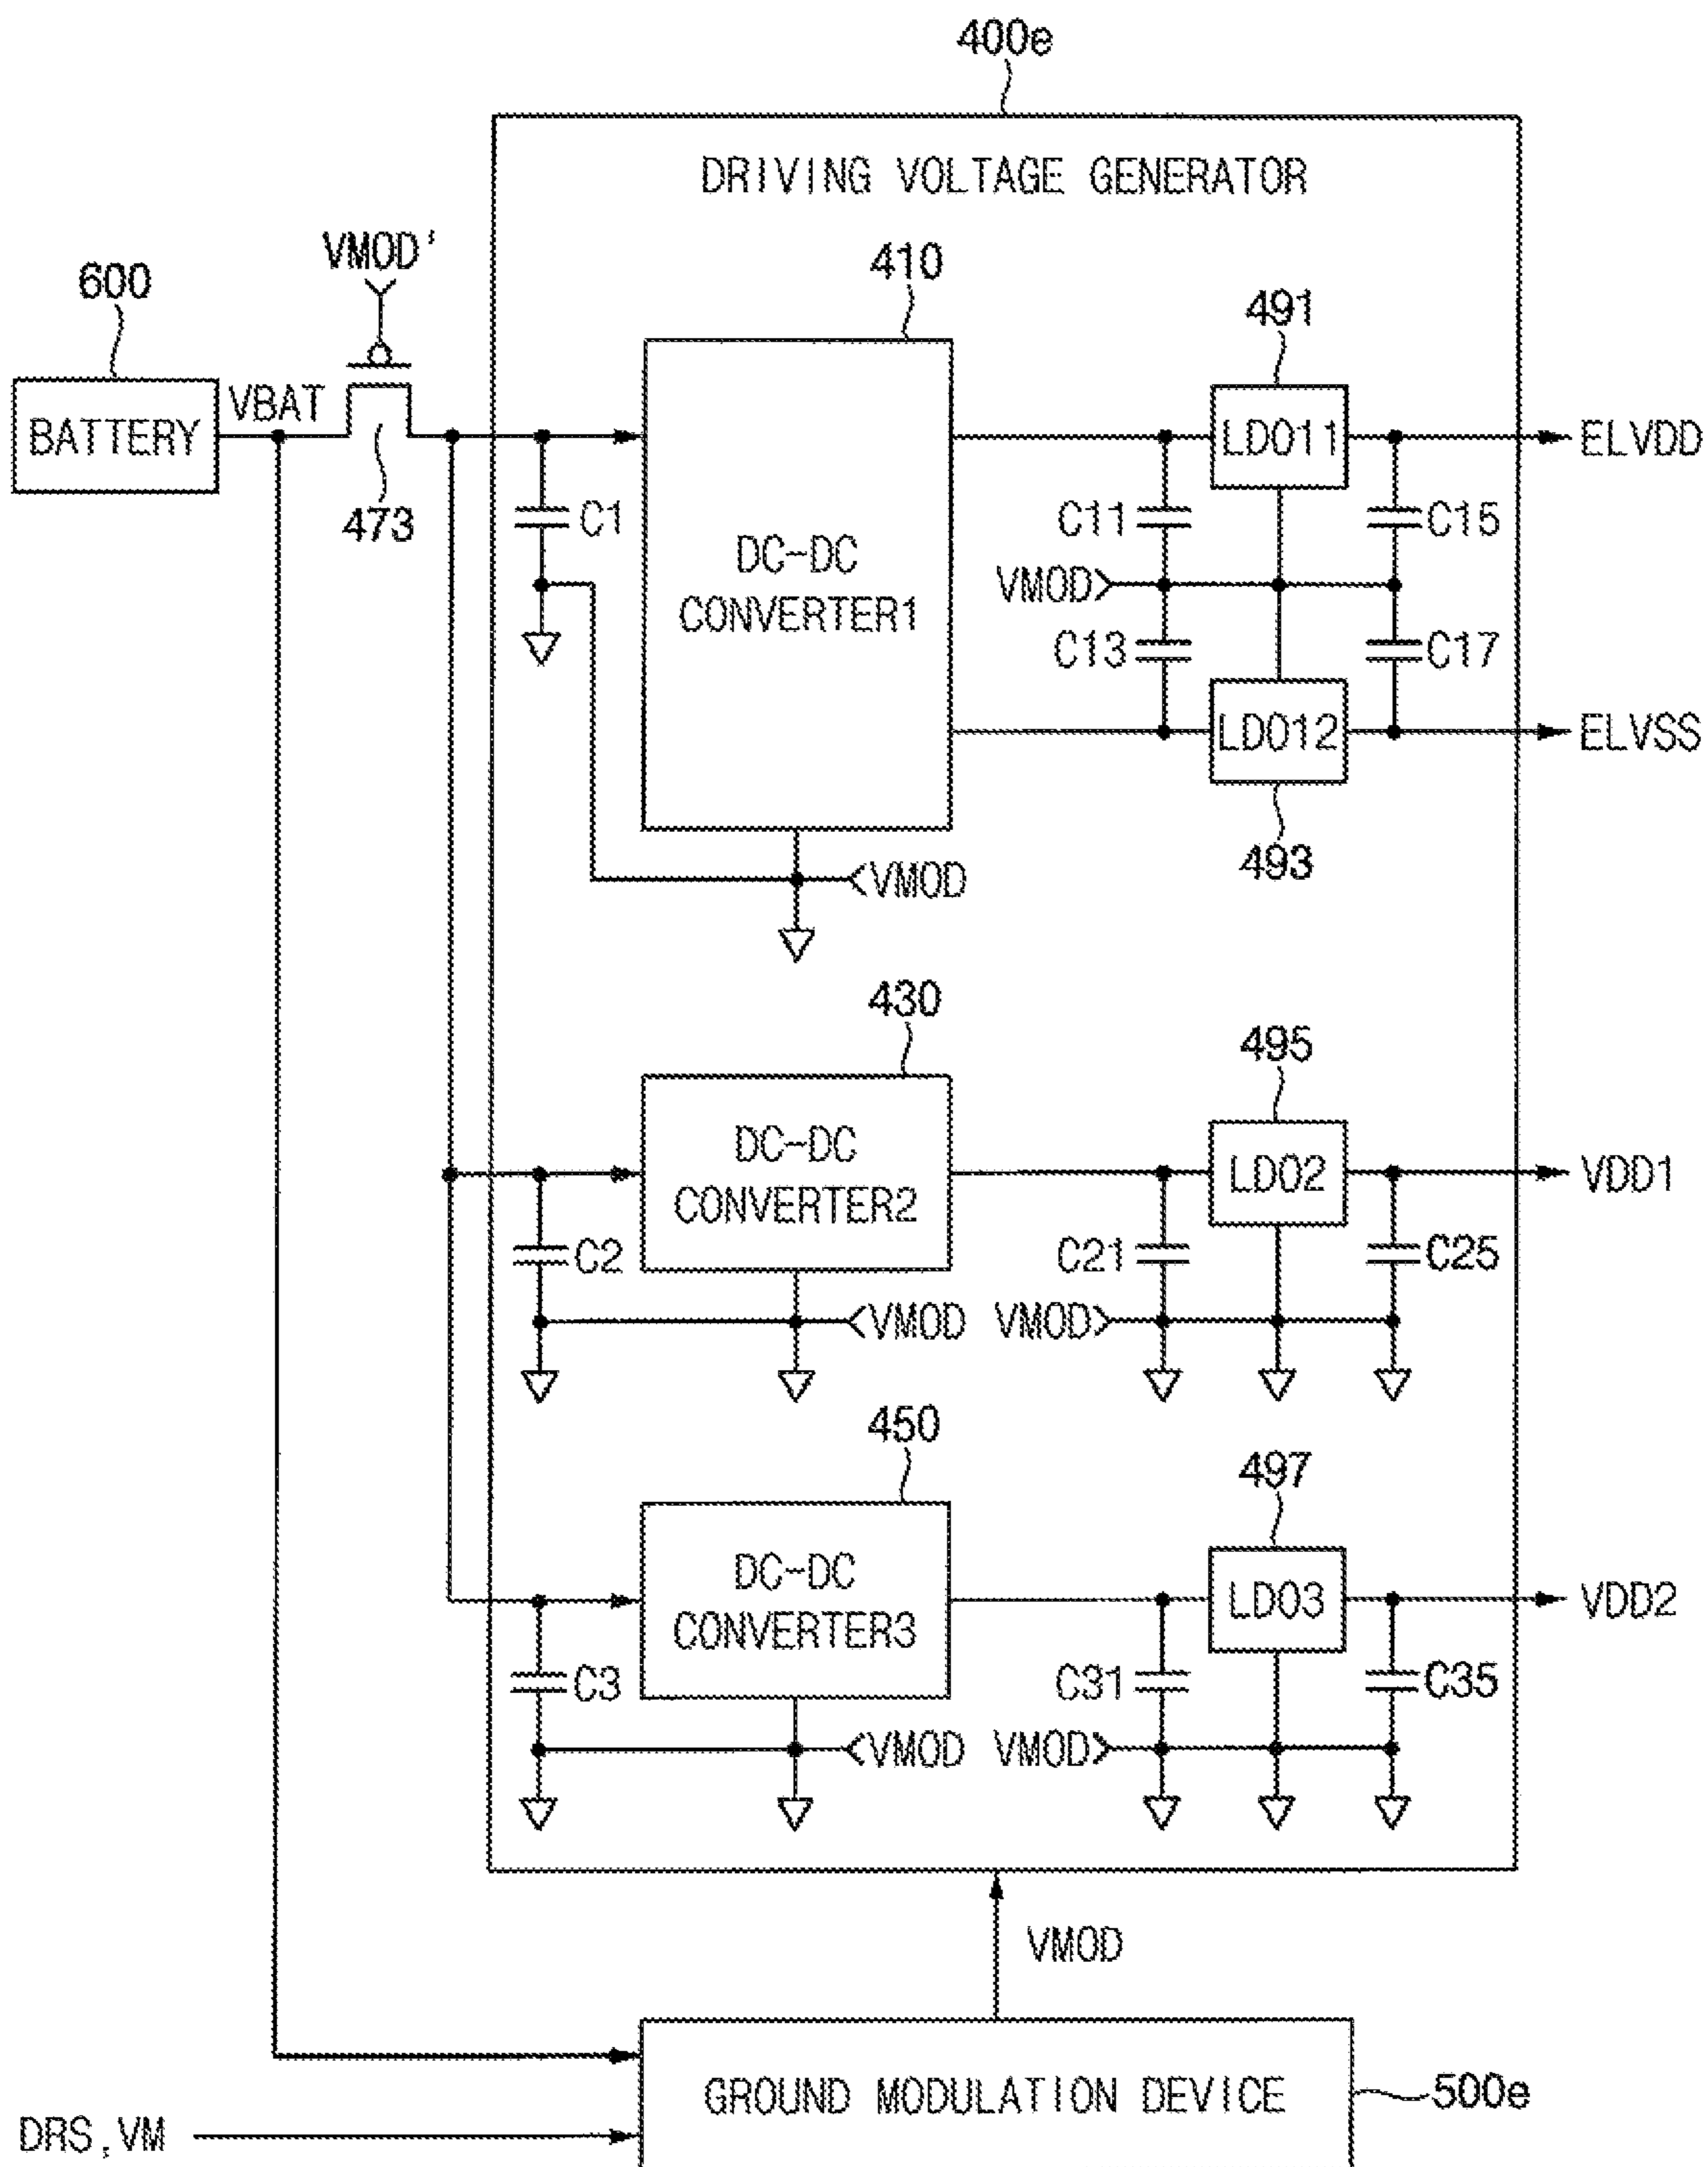 400e
DRIVING VOLTAGE GENERATOR
VMOD'
600
410
491
BATTERY
VBAT
473
C1
DC-DC
CONVERTER1
LDO11
ELVDD
C11
C15
VMOD
C13
C17
LDO12
ELVSS
493
VMOD
430
495
DC-DC
CONVERTER2
LDO2
VDD1
C2
C21
C25
VMOD
VMOD
450
497
DC-DC
CONVERTER3
LDO3
VDD2
C3
C31
C35
VMOD
VMOD
VMOD
GROUND MODULATION DEVICE
500e
DRS,VM